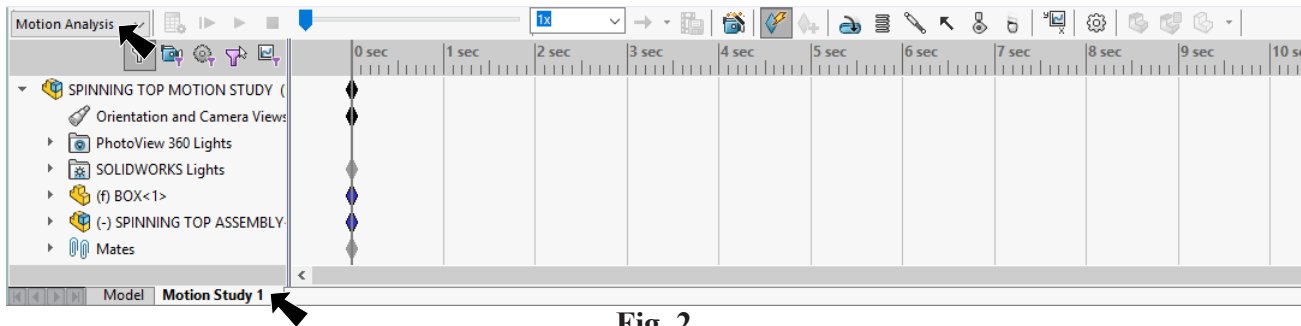 Motion Analysis 1x
0 sec 1 sec 2 sec 3 sec 4 sec 5 sec 6 sec 7 sec 8 sec 9 sec 10 s
SPINNING TOP MOTION STUDY (
Orientation and Camera Views
PhotoView 360 Lights
SOLIDWORKS Lights
(f) BOX<1>
(-) SPINNING TOP ASSEMBLY-
Mates
Model Motion Study 1
Fig. 2